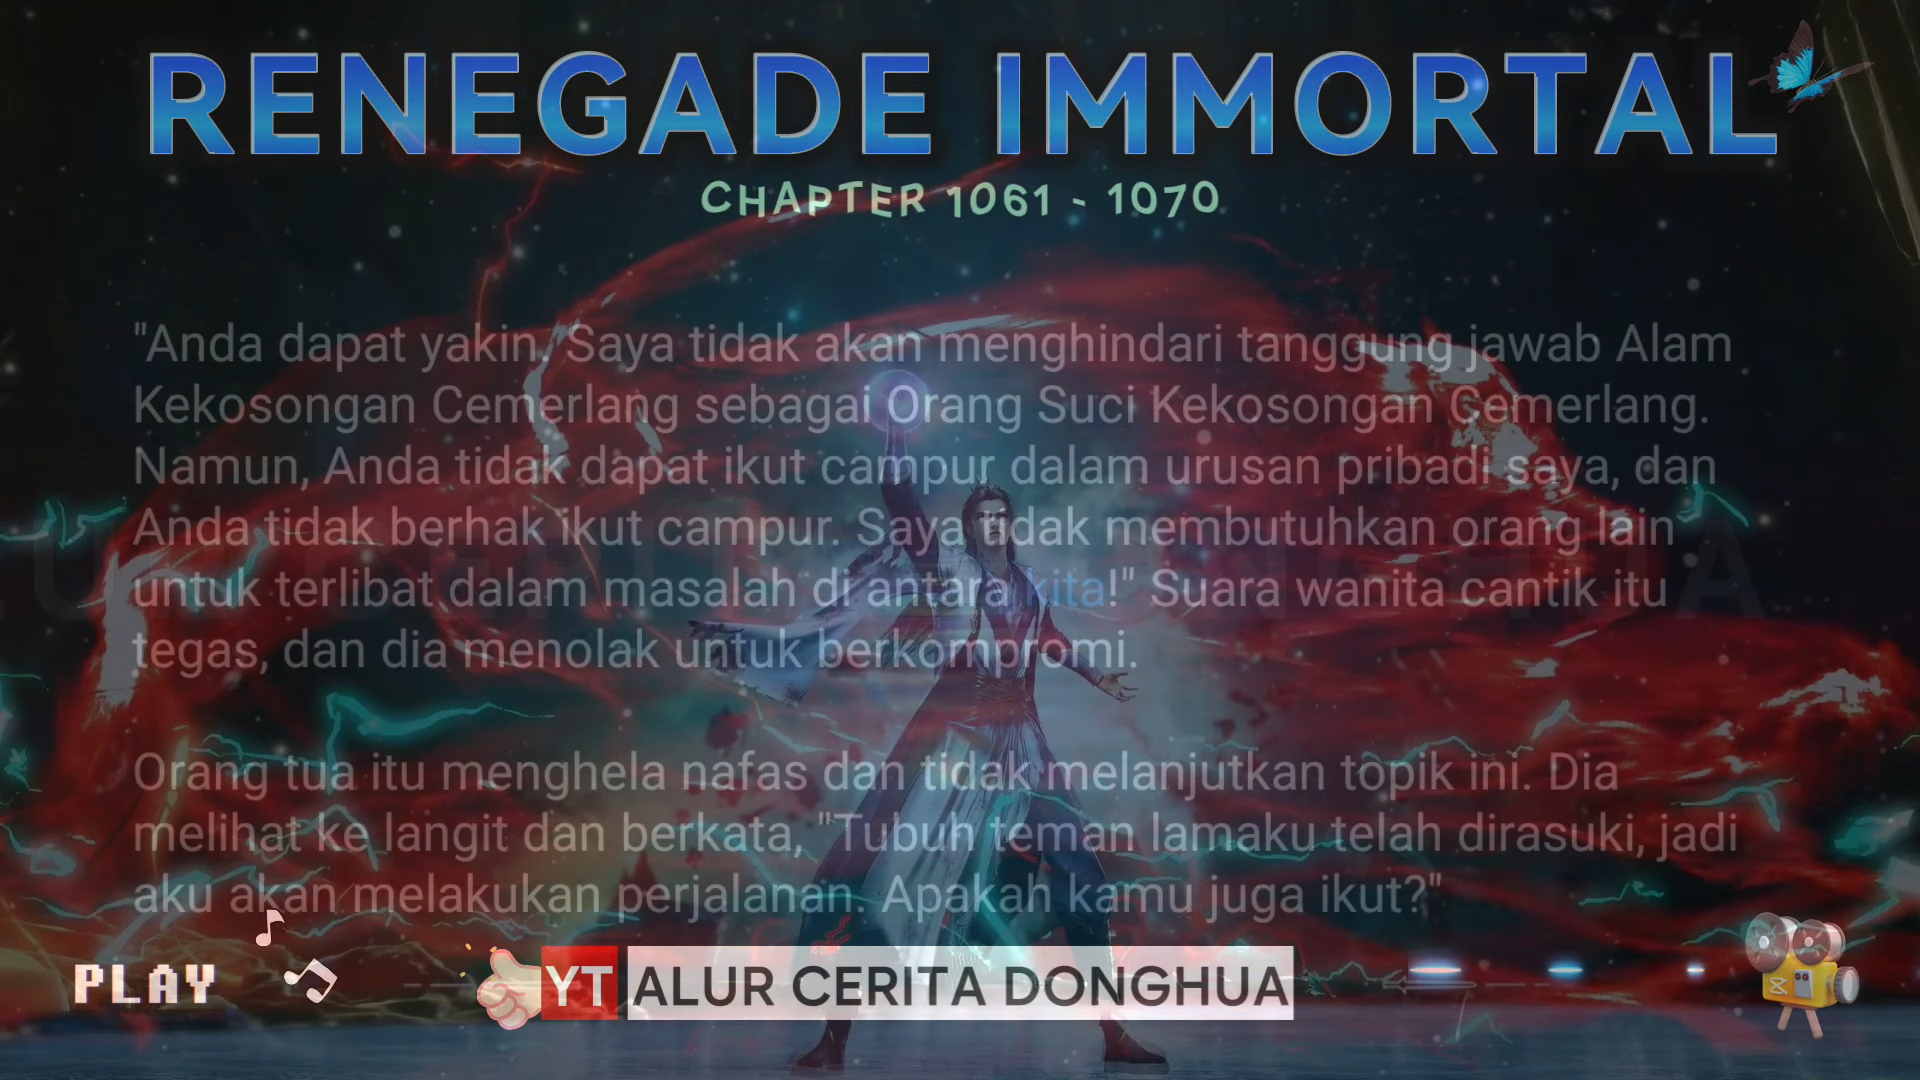 RENEGADE IMMORTAL
CHAPTER 1061 - 1070
"Anda dapat yakin. Saya tidak akan menghindari tanggung jawab Alam
Kekosongan Cemerlang sebagai Orang Suci Kekosongan Cemerlang.
Namun, Anda tidak dapat ikut campur dalam urusan pribadi saya, dan
Anda tidak berhak ikut campur. Saya tidak membutuhkan orang lain
untuk terlibat dalam masalah di antara kita!" Suara wanita cantik itu
tegas, dan dia menolak untuk berkompromi.
Orang tua itu menghela nafas dan tidak melanjutkan topik ini. Dia
melihat ke langit dan berkata, "Tubuh teman lamaku telah dirasuki, jadi
aku akan melakukan perjalanan. Apakah kamu juga ikut?"
PLAY
YT ALUR CERITA DONGHUA